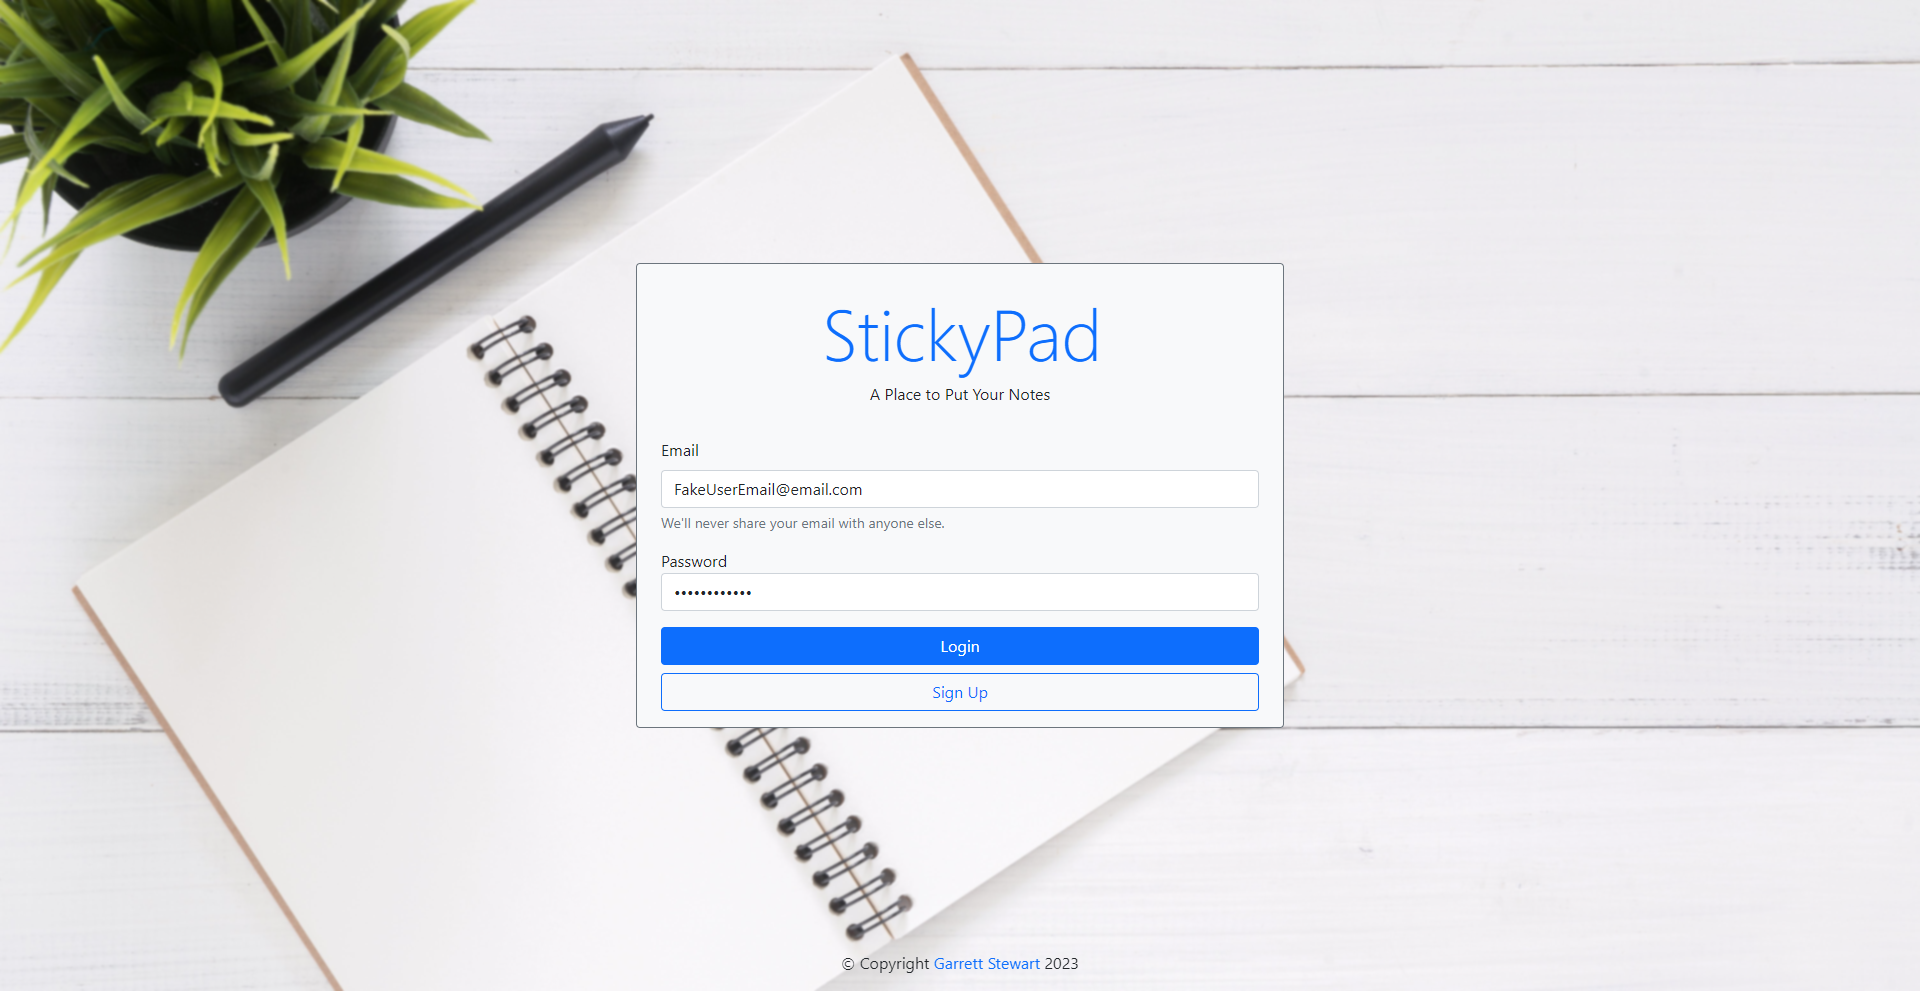 StickyPad
A Place to Put Your Notes
Email
FakeUserEmail@email.com
We'll never share your email with anyone else.
Password
••••••••••••
Login
Sign Up
© Copyright Garrett Stewart 2023